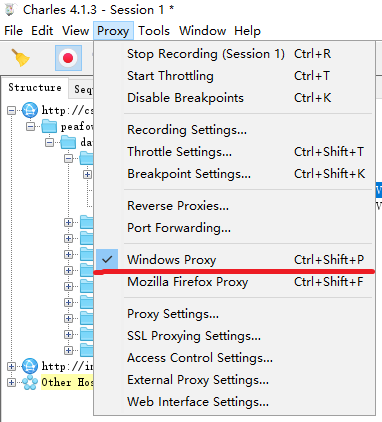 Charles 4.1.3 - Session 1 *
File Edit View Proxy Tools Window Help
Stop Recording (Session 1) Ctrl+R
Start Throttling Ctrl+T
Disable Breakpoints Ctrl+K
Structure Seq
Recording Settings...
http://cs
peafow
Throttle Settings... Ctrl+Shift+T
da
Breakpoint Settings... Ctrl+Shift+K
Reverse Proxies...
Port Forwarding...
Windows Proxy Ctrl+Shift+P
Mozilla Firefox Proxy Ctrl+Shift+F
Proxy Settings...
SSL Proxying Settings...
Access Control Settings...
http://in
External Proxy Settings...
Other Hos
Web Interface Settings...